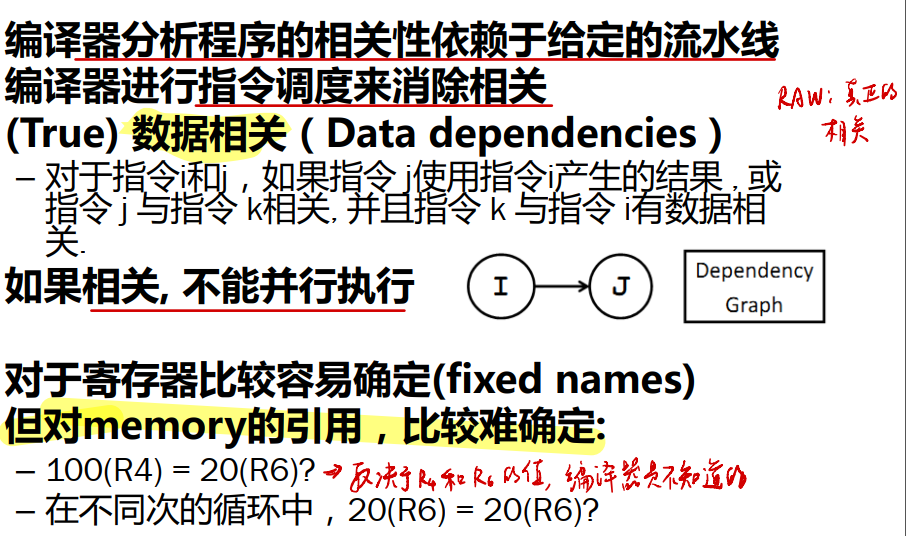 编译器分析程序的相关性依赖于给定的流水线
编译器进行指令调度来消除相关
RAW: 真正的
相关
(True) 数据相关（Data dependencies）
– 对于指令i和j，如果指令 j使用指令i产生的结果, 或
指令 j 与指令 k相关, 并且指令 k 与指令 i有数据相
关.
如果相关, 不能并行执行
I
J
Dependency
Graph
对于寄存器比较容易确定(fixed names)
但对memory的引用，比较难确定:
– 100(R4) = 20(R6)?
→ 取决于R4和R6的值, 编译器是不知道的
– 在不同次的循环中，20(R6) = 20(R6)?